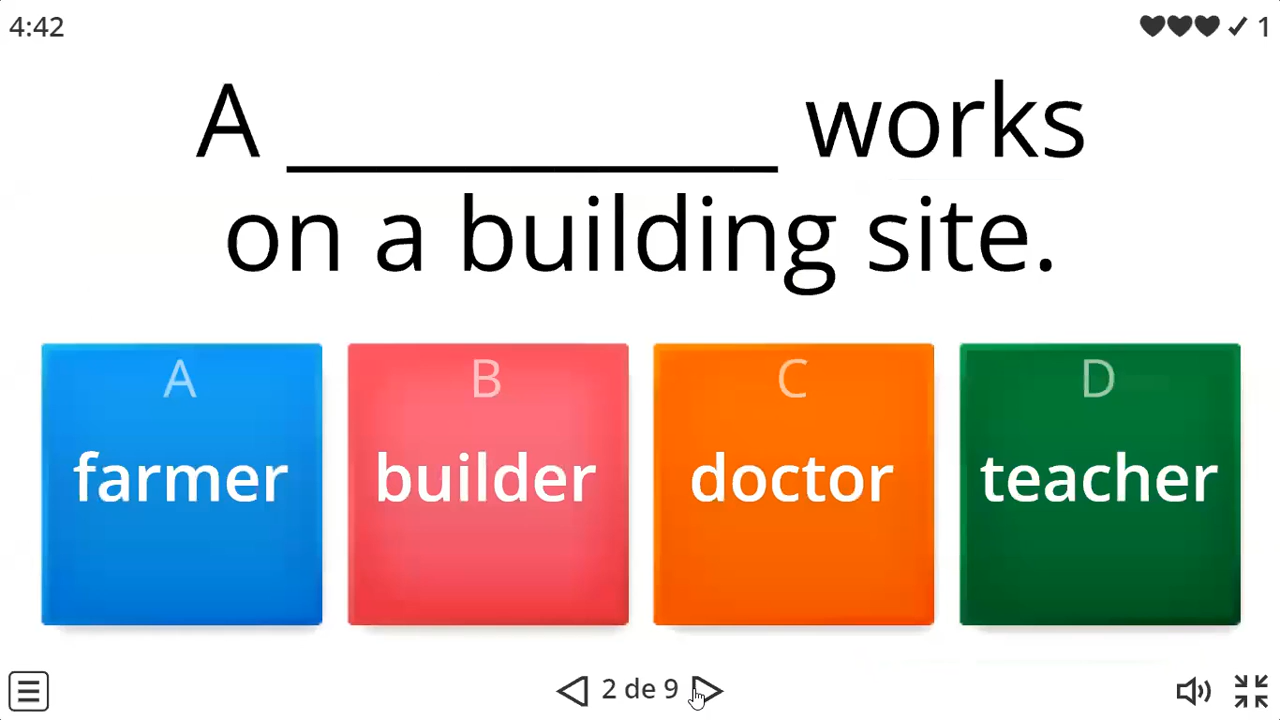 4:42
✓ 1
A ____________ works
on a building site.
A
farmer
B
builder
C
doctor
D
teacher
2 de 9